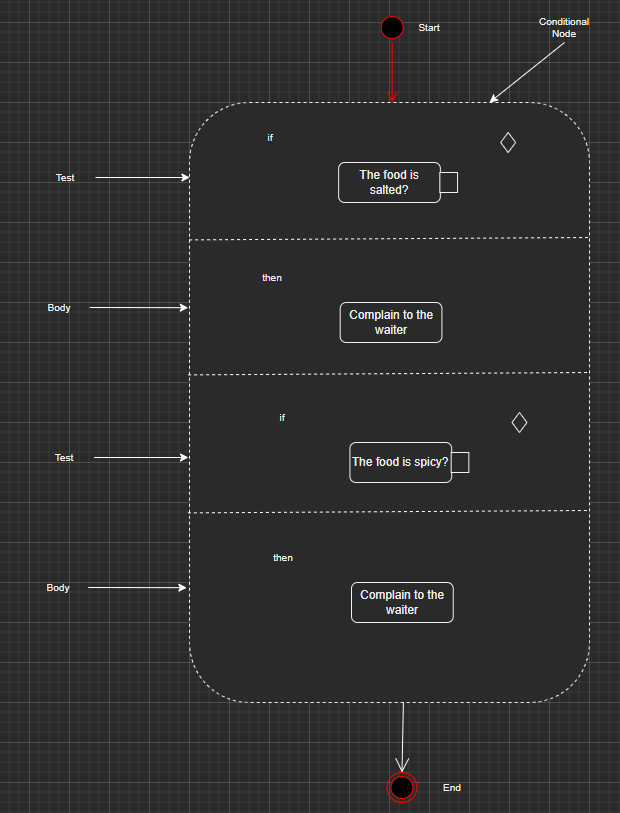 Start
Conditional
Node
if
The food is
salted?
Test
then
Body
Complain to the
waiter
if
Test
The food is spicy?
then
Body
Complain to the
waiter
End